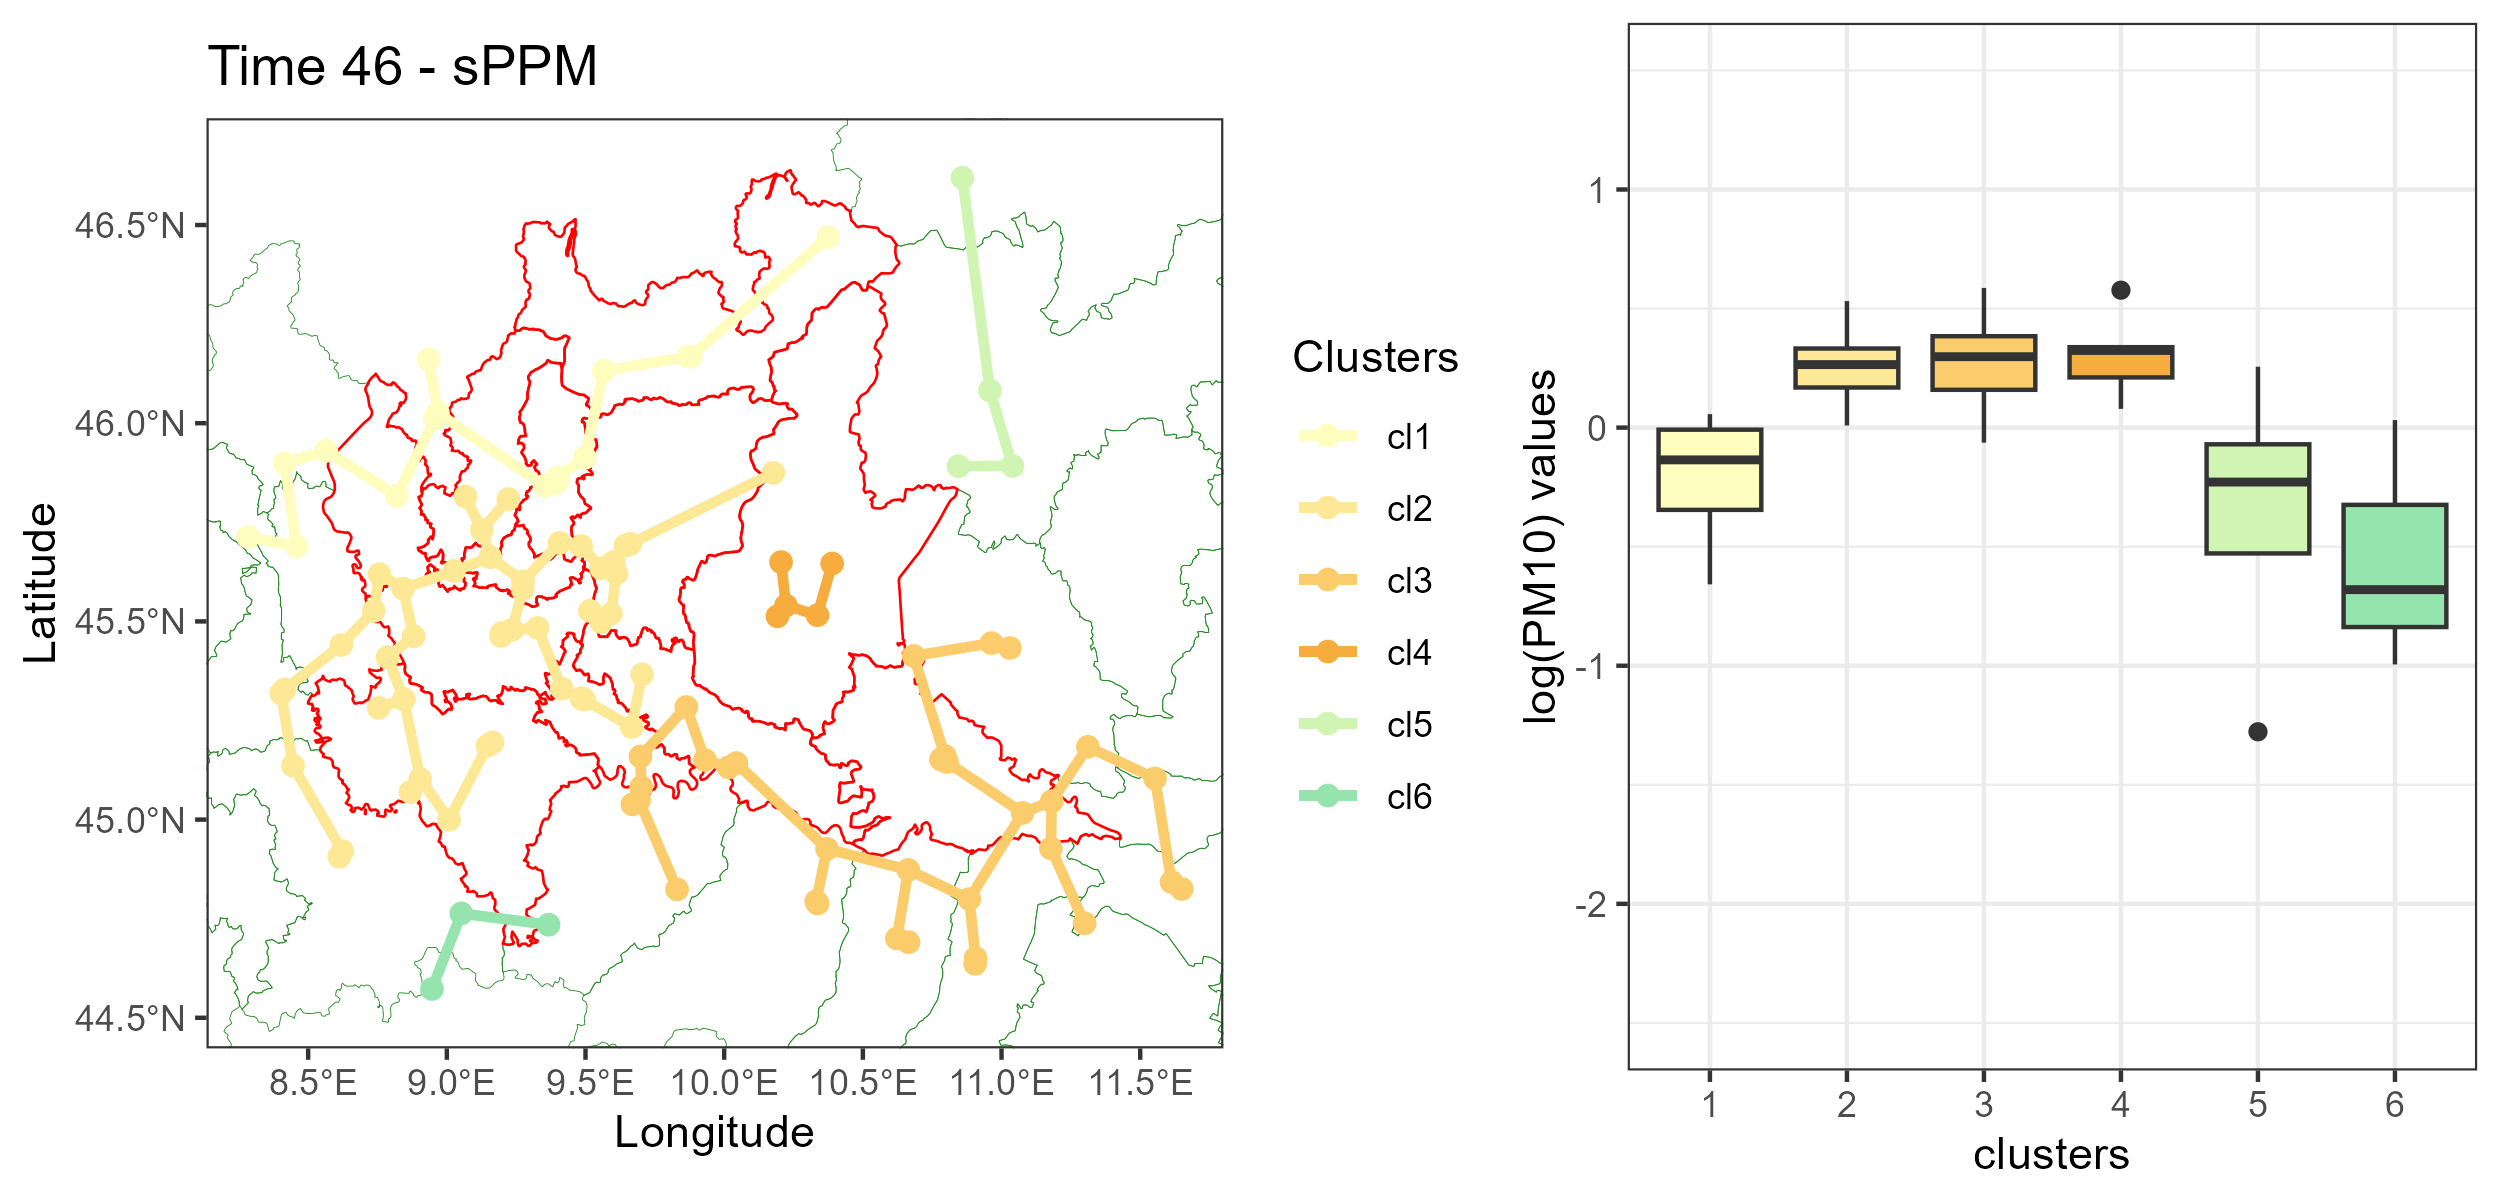 Time 46 - sPPM
Latitude
46.5°N
46.0°N
45.5°N
45.0°N
44.5°N
8.5°E
9.0°E
9.5°E
10.0°E
10.5°E
11.0°E
11.5°E
Longitude
Clusters
cl1
cl2
cl3
cl4
cl5
cl6
log(PM10) values
1
0
-1
-2
1
2
3
4
5
6
clusters